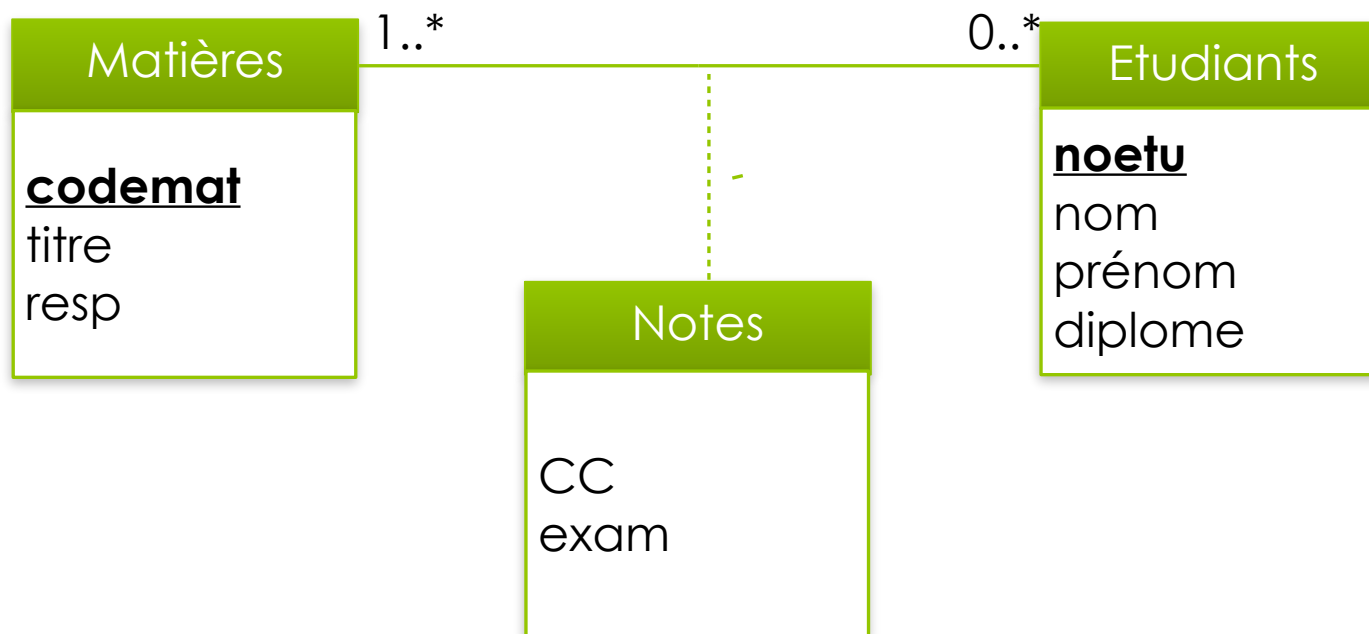 Matières
codemat
titre
resp
1..*
0..*
Etudiants
noetu
nom
prénom
diplome
Notes
CC
exam